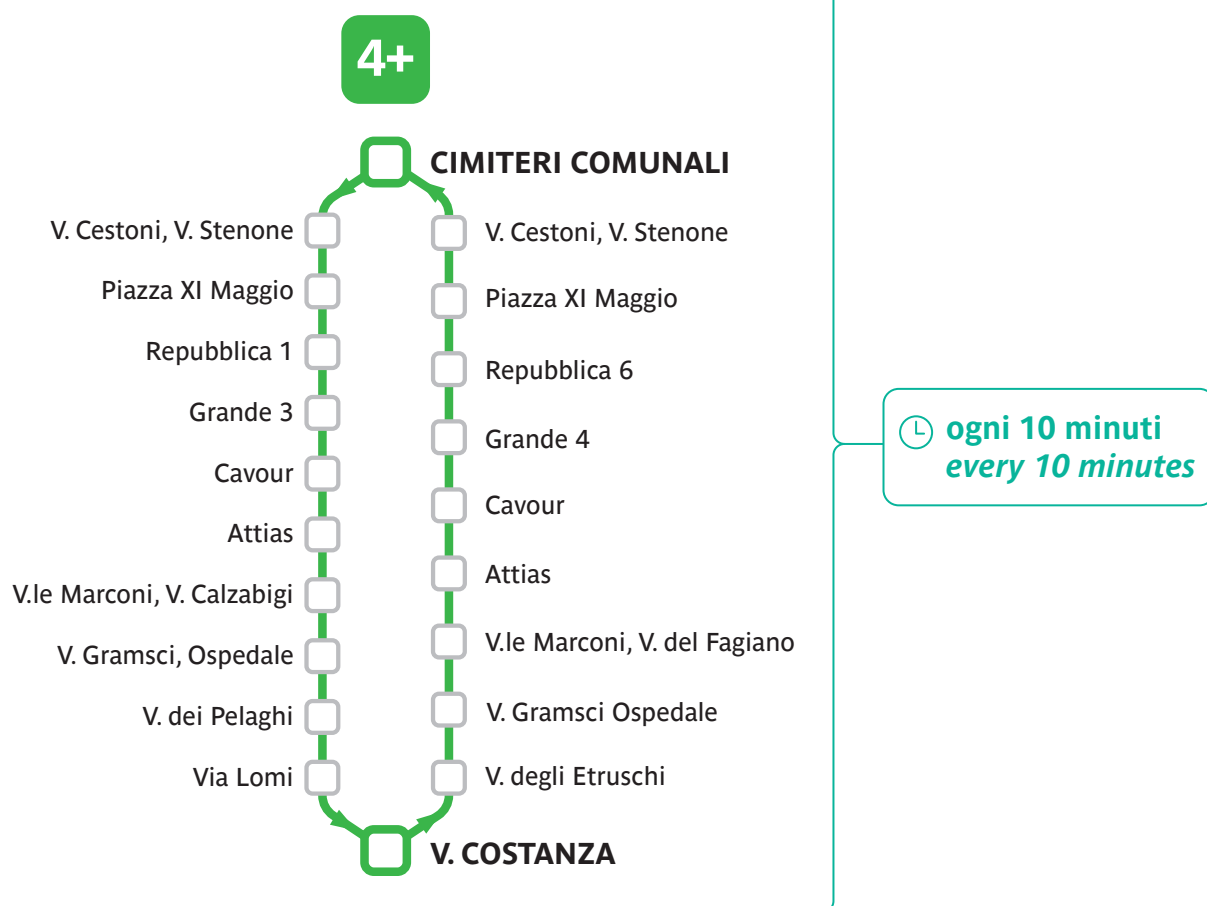 4+
CIMITERI COMUNALI
V. Cestoni, V. Stenone
Piazza XI Maggio
Repubblica 1
Grande 3
Cavour
Attias
V.le Marconi, V. Calzabigi
V. Gramsci, Ospedale
V. dei Pelaghi
Via Lomi
V. Cestoni, V. Stenone
Piazza XI Maggio
Repubblica 6
Grande 4
Cavour
Attias
V.le Marconi, V. del Fagiano
V. Gramsci Ospedale
V. degli Etruschi
V. COSTANZA
ogni 10 minuti
every 10 minutes